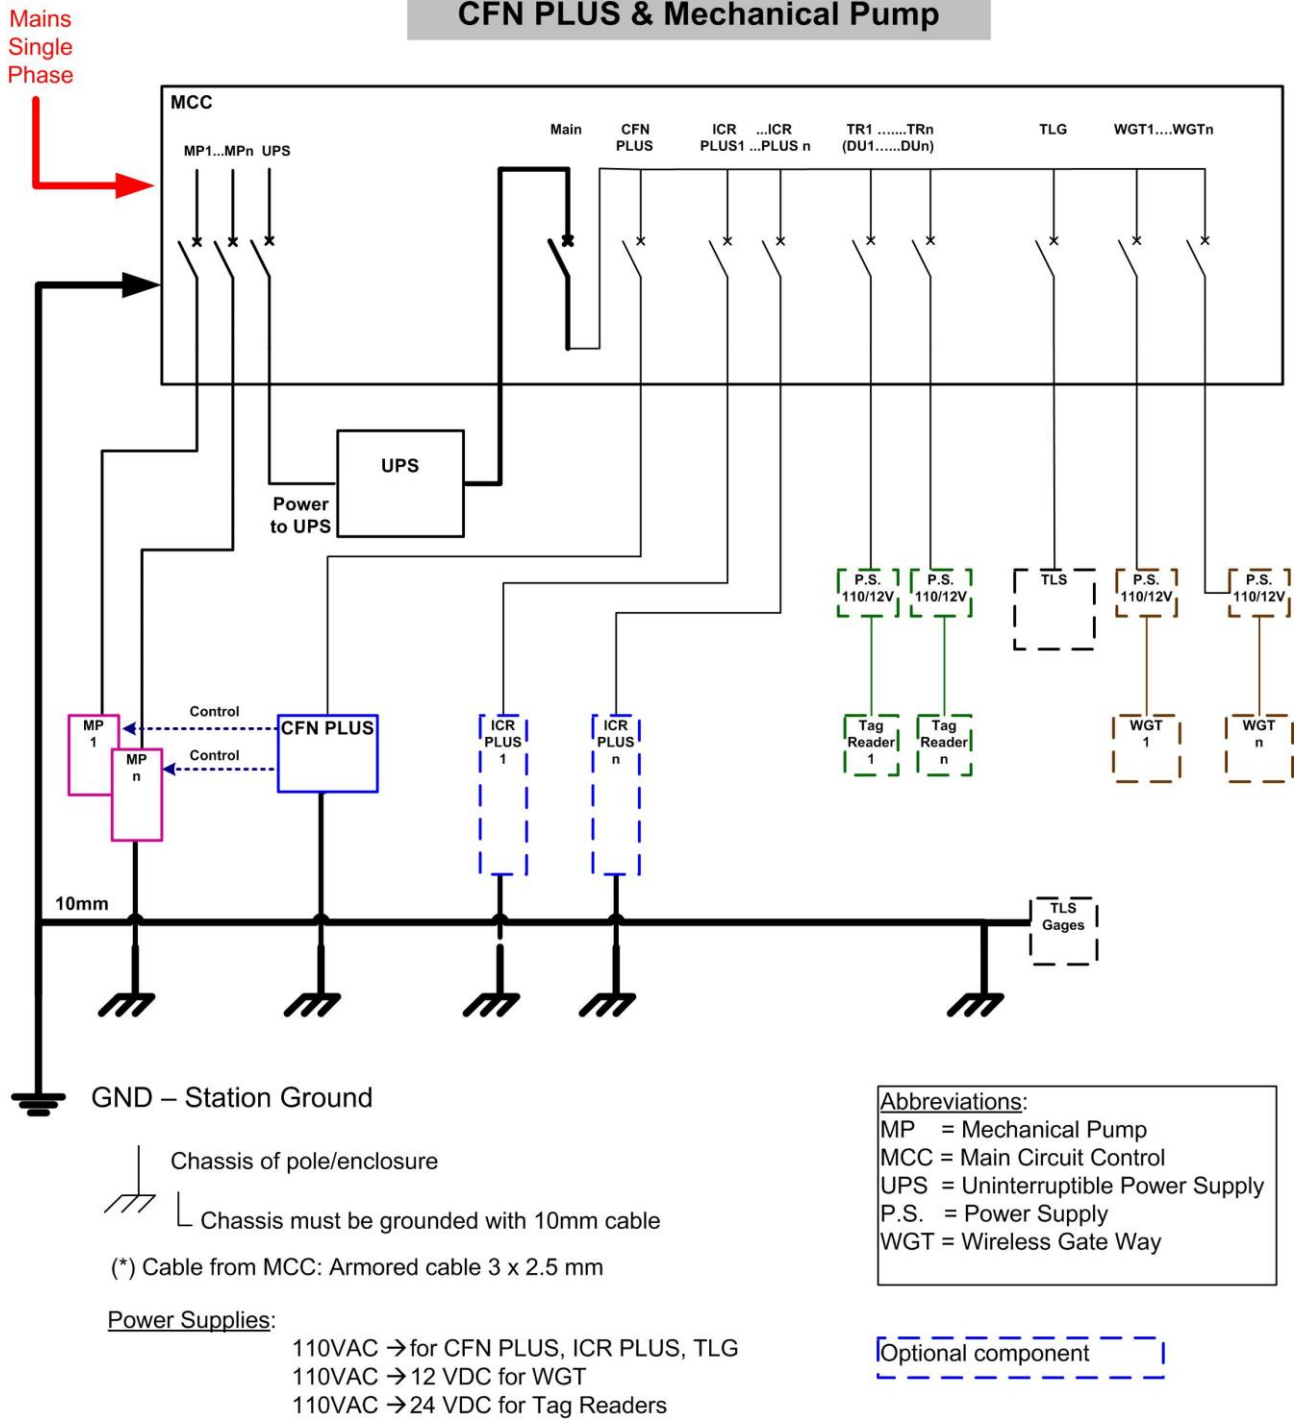 CFN PLUS & Mechanical Pump
Mains
Single
Phase
MCC
MP1...MPn UPS
Main
CFN
PLUS
ICR ...ICR
PLUS1 ...PLUS n
TR1 .......TRn
(DU1......DUn)
TLG
WGT1....WGTn
UPS
Power
to UPS
P.S.
110/12V
P.S.
110/12V
TLS
P.S.
110/12V
P.S.
110/12V
MP
1
Control
CFN PLUS
MP
n
Control
ICR
PLUS
1
ICR
PLUS
n
Tag
Reader
1
Tag
Reader
n
WGT
1
WGT
n
10mm
TLS
Gages
GND – Station Ground
Chassis of pole/enclosure
Chassis must be grounded with 10mm cable
(*) Cable from MCC: Armored cable 3 x 2.5 mm
Power Supplies:
110VAC → for CFN PLUS, ICR PLUS, TLG
110VAC → 12 VDC for WGT
110VAC → 24 VDC for Tag Readers
Abbreviations:
MP = Mechanical Pump
MCC = Main Circuit Control
UPS = Uninterruptible Power Supply
P.S. = Power Supply
WGT = Wireless Gate Way
Optional component